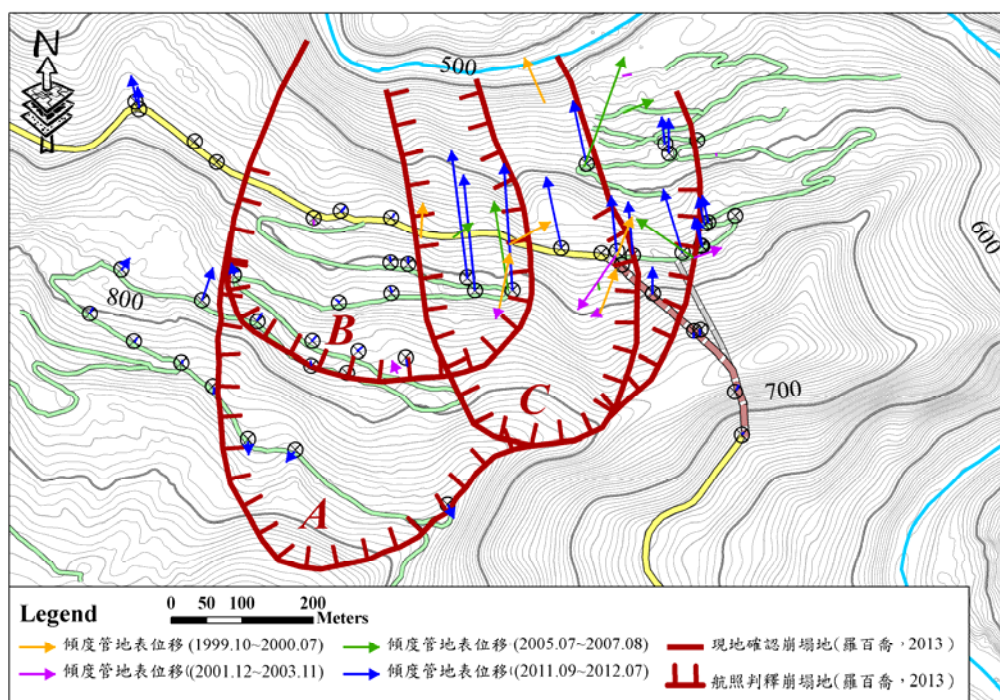 N
500
600
800
B
700
C
A
Legend
0 50 100 200
Meters
傾度管地表位移 (1999.10~2000.07)
傾度管地表位移 (2005.07~2007.08)
現地確認崩塌地(羅百喬,2013)
傾度管地表位移 (2001.12~2003.11)
傾度管地表位移 (2011.09~2012.07)
航照判釋崩塌地(羅百喬,2013)